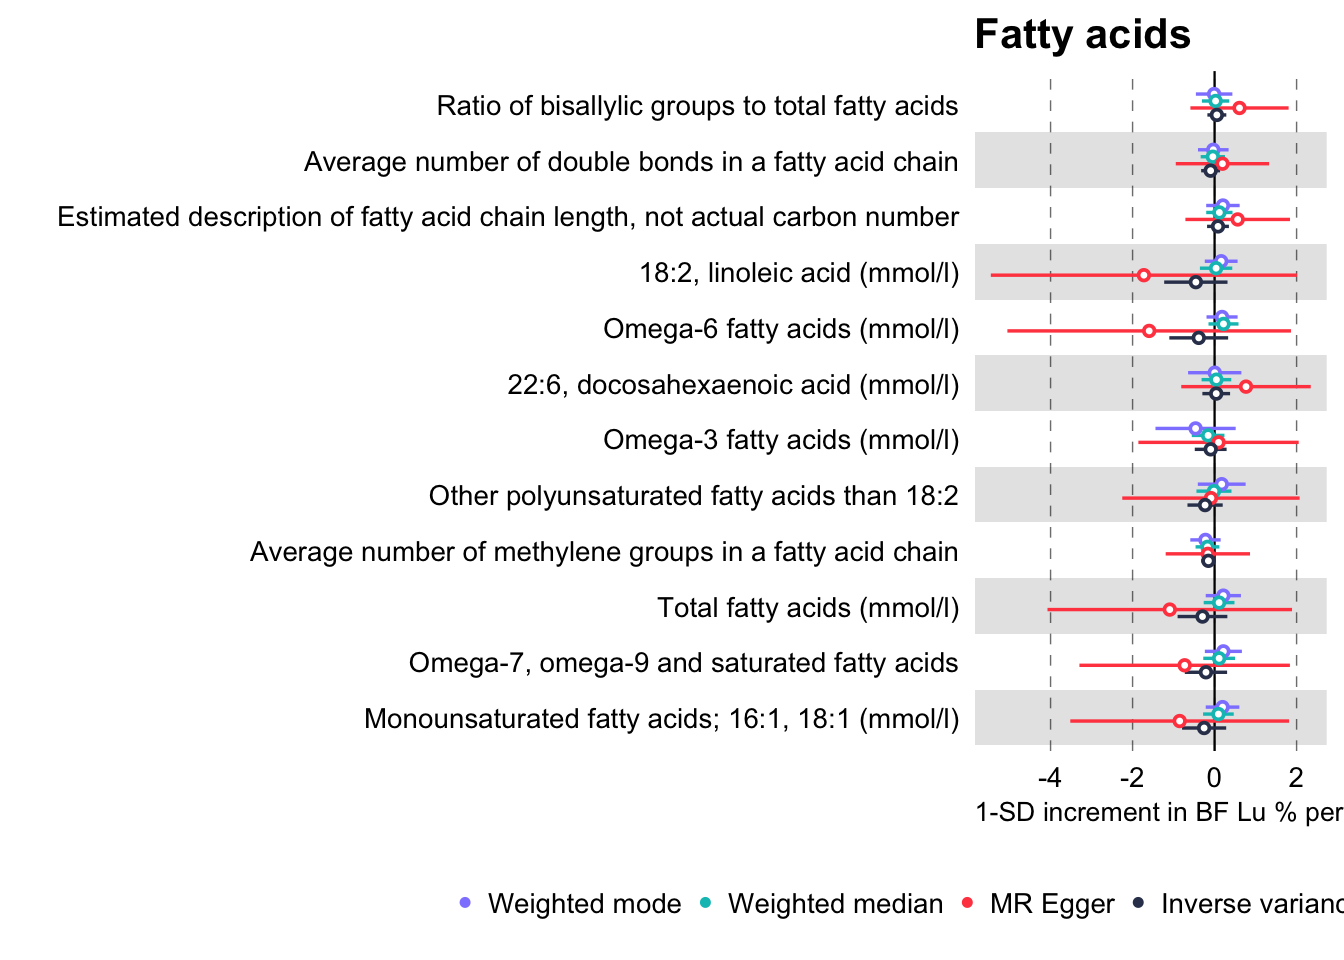 Fatty acids
Ratio of bisallylic groups to total fatty acids
Average number of double bonds in a fatty acid chain
Estimated description of fatty acid chain length, not actual carbon number
18:2, linoleic acid (mmol/l)
Omega-6 fatty acids (mmol/l)
22:6, docosahexaenoic acid (mmol/l)
Omega-3 fatty acids (mmol/l)
Other polyunsaturated fatty acids than 18:2
Average number of methylene groups in a fatty acid chain
Total fatty acids (mmol/l)
Omega-7, omega-9 and saturated fatty acids
Monounsaturated fatty acids; 16:1, 18:1 (mmol/l)
-4 -2 0 2
1-SD increment in BF Lu % per
Weighted mode Weighted median MR Egger Inverse